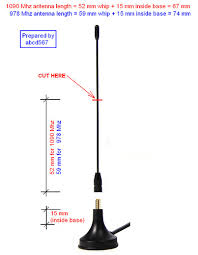 1090 Mhz antenna length = 52 mm whip + 15 mm inside base = 67 mm
978 Mhz antenna length = 59 mm whip + 15 mm inside base = 74 mm
Prepared by
abcd567
CUT HERE
52 mm for 1090 Mhz
59 mm for 978 Mhz
15 mm
(inside base)